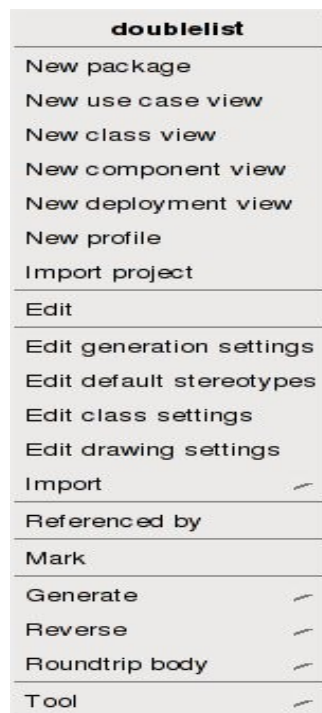 doublelist
New package
New use case view
New class view
New component view
New deployment view
New profile
Import project
Edit
Edit generation settings
Edit default stereotypes
Edit class settings
Edit drawing settings
Import
Referenced by
Mark
Generate
Reverse
Roundtrip body
Tool